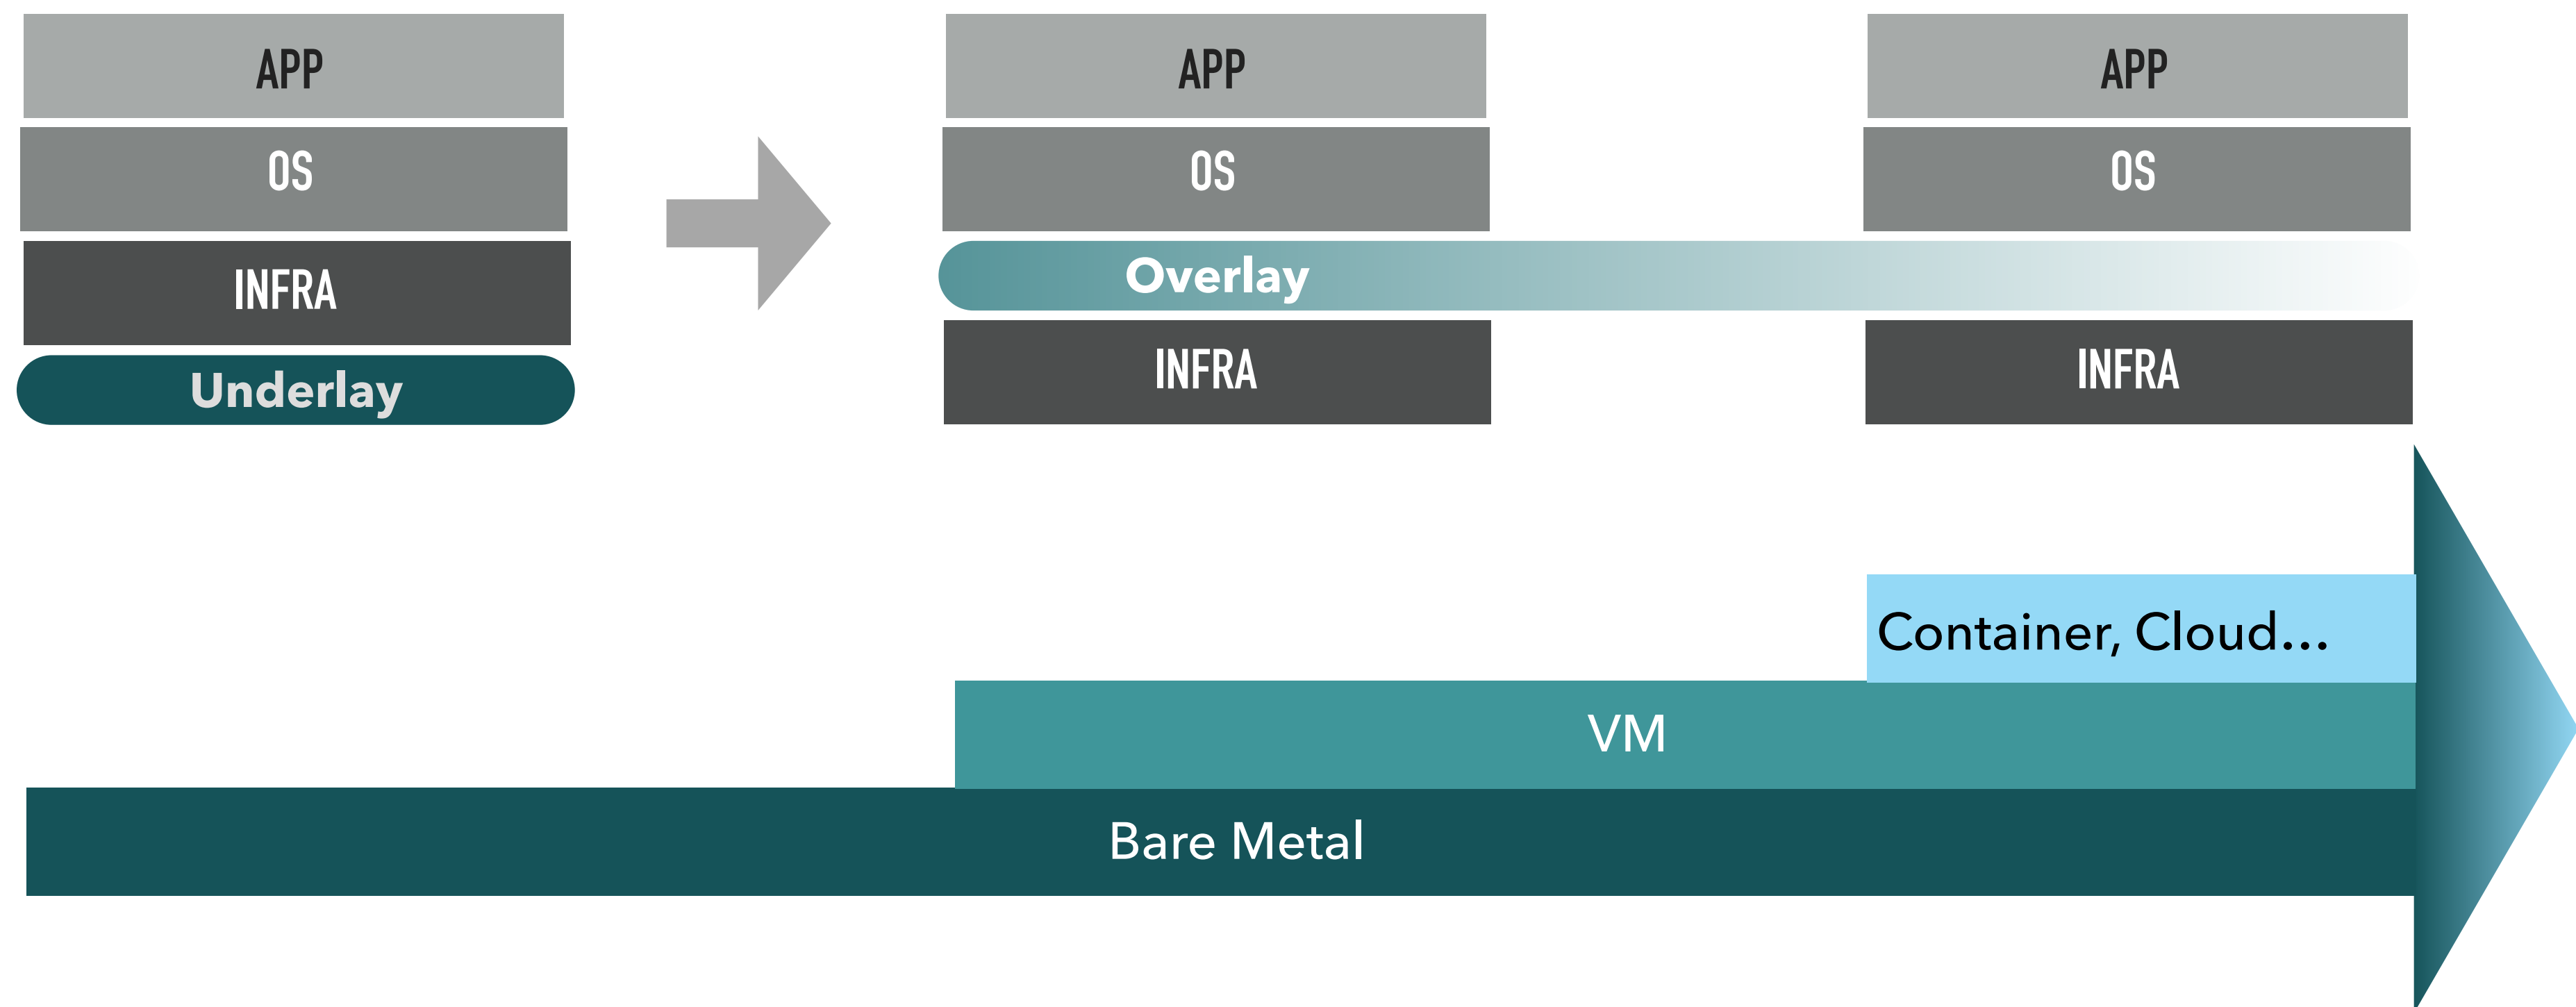 APP
OS
INFRA
Underlay
APP
OS
Overlay
INFRA
APP
OS
INFRA
Container, Cloud...
VM
Bare Metal